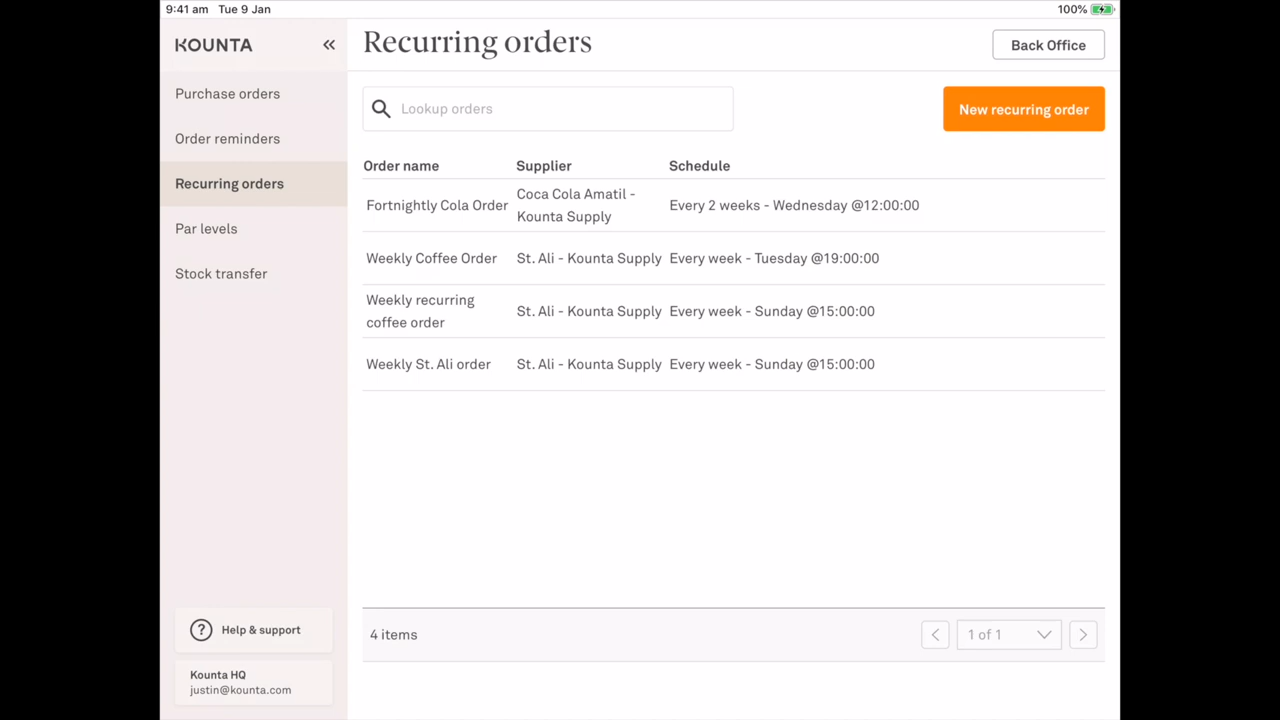 9:41 am Tue 9 Jan 100%
KOUNTA
Recurring orders
Back Office
Purchase orders
Order reminders
Recurring orders
Par levels
Stock transfer
Lookup orders
New recurring order
Order name Supplier Schedule
Fortnightly Cola Order Coca Cola Amatil - Kounta Supply Every 2 weeks - Wednesday @12:00:00
Weekly Coffee Order St. Ali - Kounta Supply Every week - Tuesday @19:00:00
Weekly recurring coffee order St. Ali - Kounta Supply Every week - Sunday @15:00:00
Weekly St. Ali order St. Ali - Kounta Supply Every week - Sunday @15:00:00
4 items 1 of 1
? Help & support
Kounta HQ
justin@kounta.com